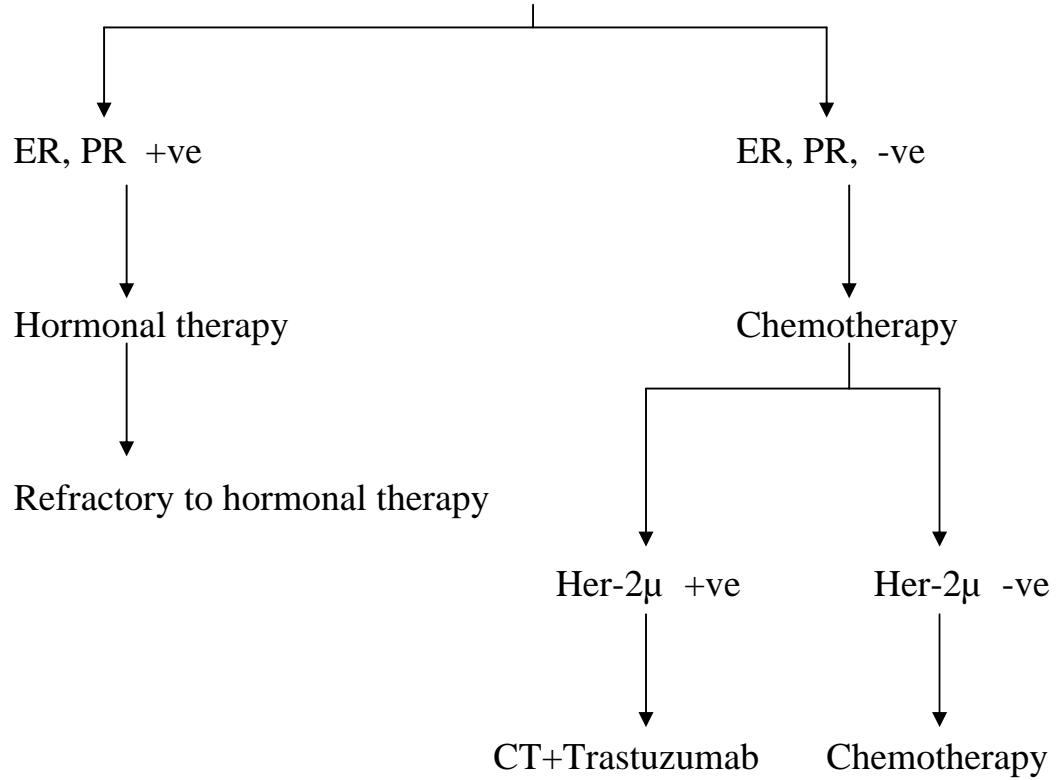 ER, PR +ve
ER, PR, -ve
Hormonal therapy
Chemotherapy
Refractory to hormonal therapy
Her-2μ +ve
Her-2μ -ve
CT+Trastuzumab
Chemotherapy